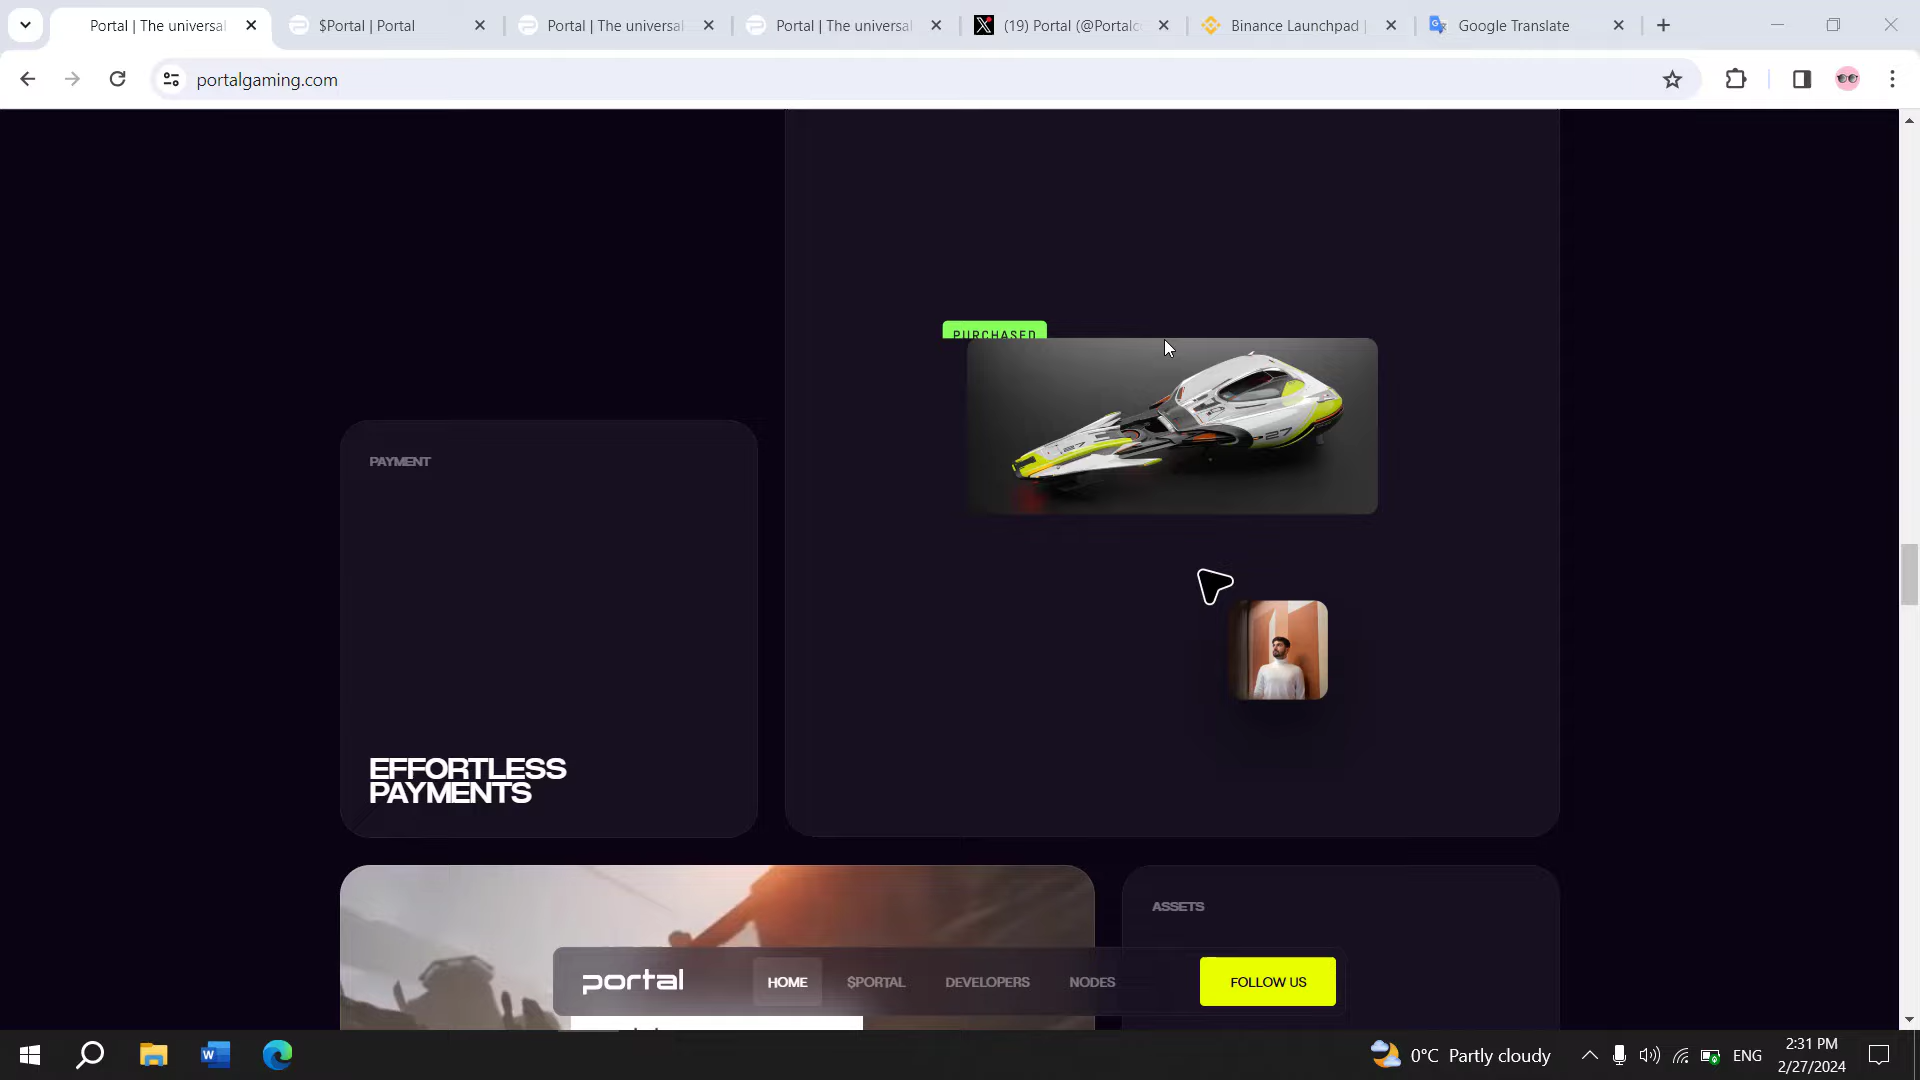 Portal | The universal
$Portal | Portal
Portal | The universal
Portal | The universal
(19) Portal (@Portalc
Binance Launchpad |
Google Translate
portalgaming.com
PURCHASED
27
27
PAYMENT
EFFORTLESS
PAYMENTS
ASSETS
portal
HOME
$PORTAL
DEVELOPERS
NODES
FOLLOW US
0°C Partly cloudy
ENG
2:31 PM
2/27/2024